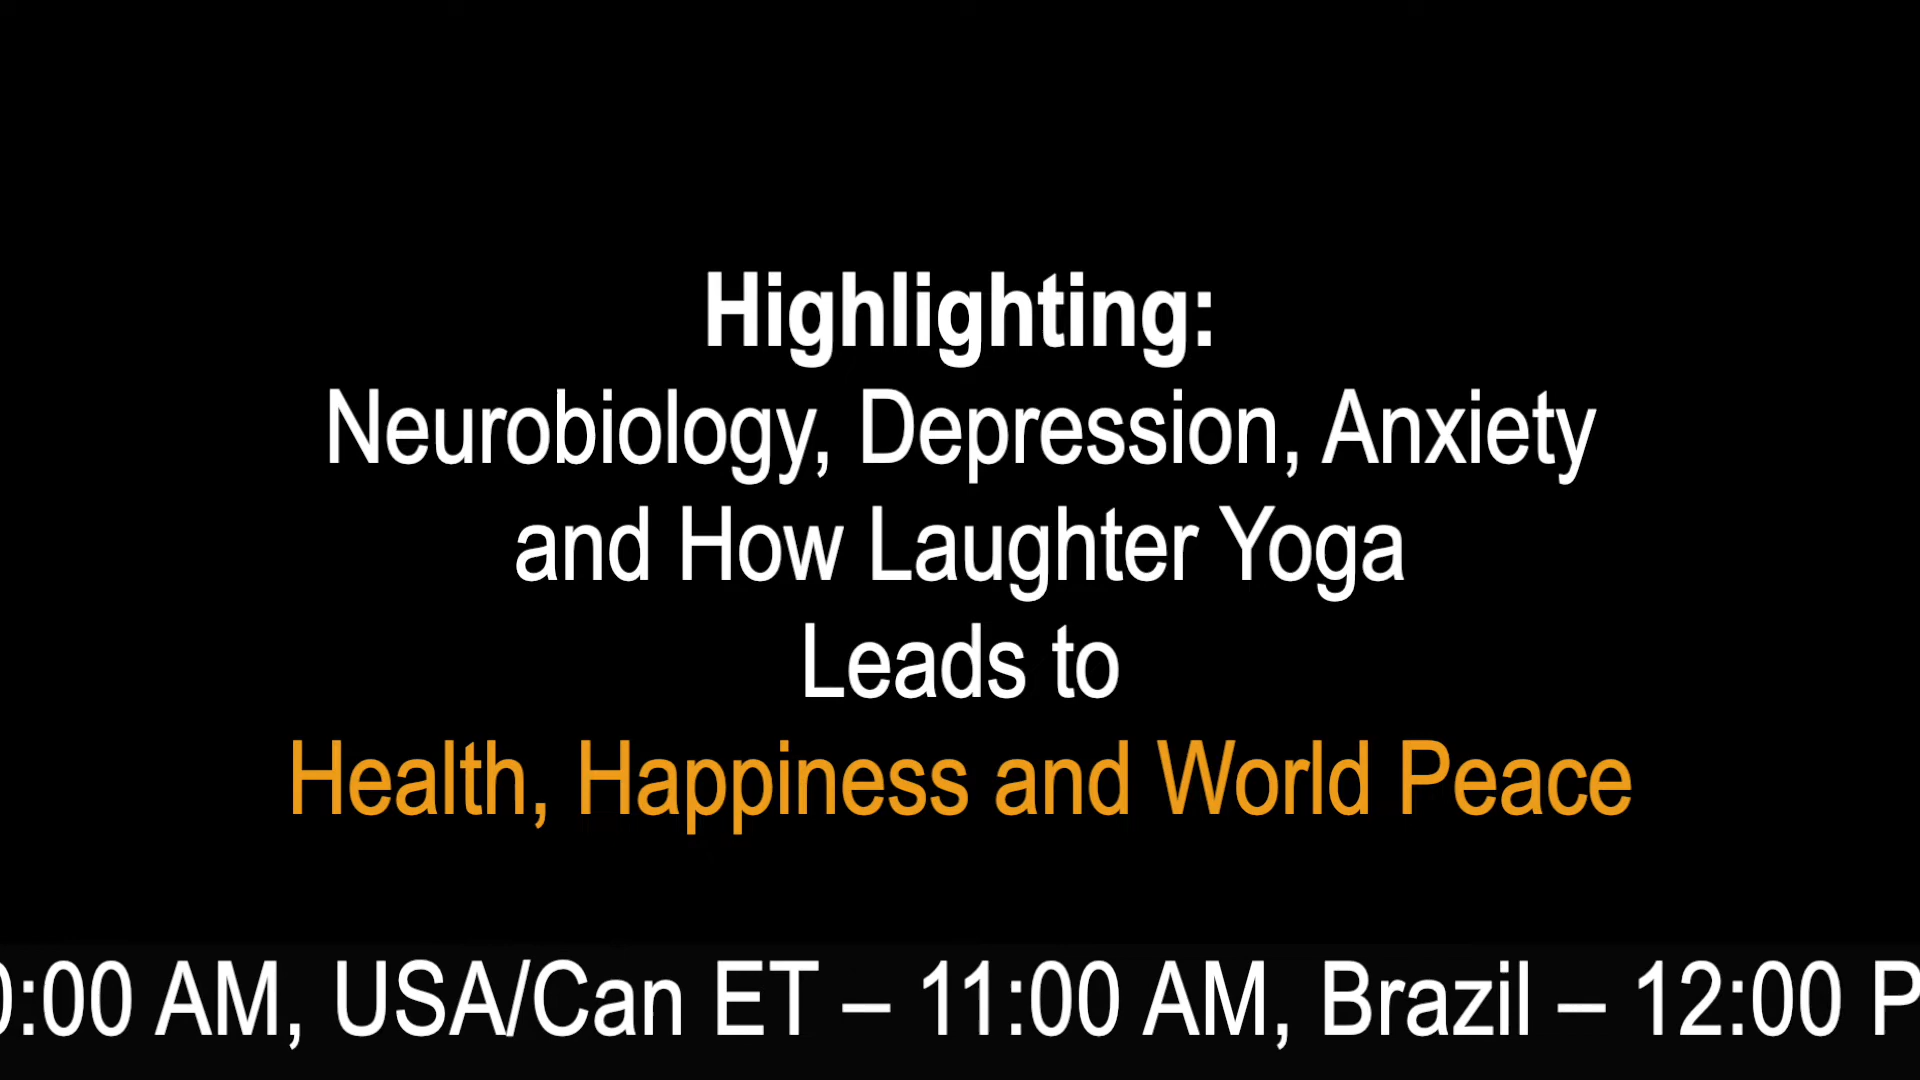 Highlighting:
Neurobiology, Depression, Anxiety
and How Laughter Yoga
Leads to
Health, Happiness and World Peace
:00 AM, USA/Can ET – 11:00 AM, Brazil – 12:00 P